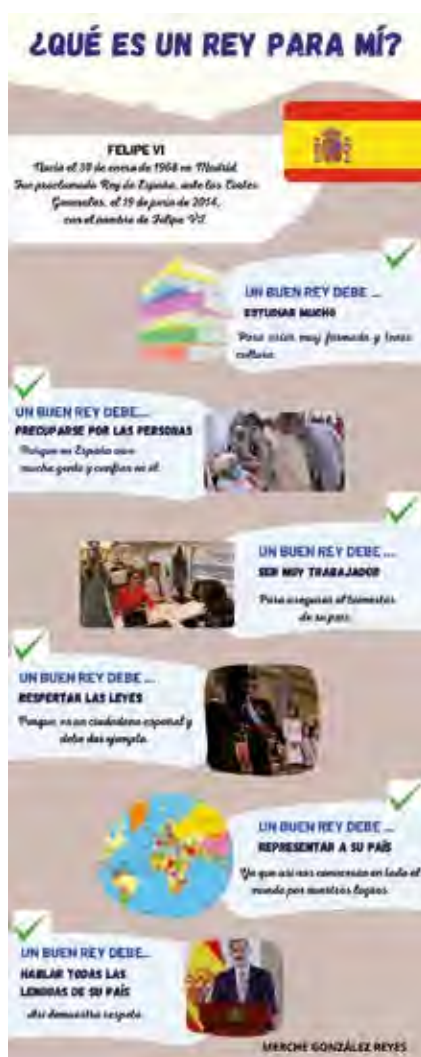 ¿QUÉ ES UN REY PARA MÍ?
FELIPE VI
Nació el 30 de enero de 1968 en Madrid.
Fue proclamado Rey de España, ante las Cortes
Generales, el 19 de junio de 2014,
con el nombre de Felipe VI.
UN BUEN REY DEBE ...
ESTUDIAR MUCHO
Para estar muy formado y tener
cultura.
UN BUEN REY DEBE...
PRECUPARSE POR LAS PERSONAS
Porque en España vive
mucha gente y confían en él.
UN BUEN REY DEBE ...
SER MUY TRABAJADOR
Para asegurar el bienestar
de su país.
UN BUEN REY DEBE ...
RESPERTAR LAS LEYES
Porque, es un ciudadano español y
debe dar ejemplo.
UN BUEN REY DEBE ...
REPRESENTAR A SU PAÍS
Ya que así nos conocerán en todo el
mundo por nuestros logros.
UN BUEN REY DEBE...
HABLAR TODAS LAS
LENGUAS DE SU PAÍS
Así demuestra respeto.
MERCHE GONZÁLEZ REYES